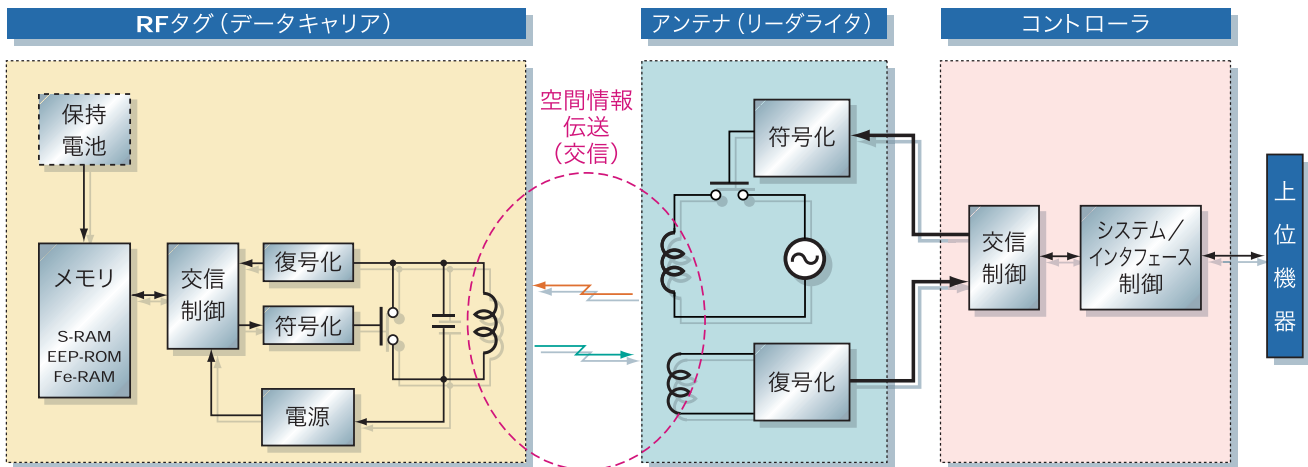 RFタグ（データキャリア）
アンテナ（リーダライタ）
コントローラ
保持
電池
メモリ
S-RAM
EEP-ROM
Fe-RAM
交信
制御
復号化
符号化
電源
空間情報
伝送
（交信）
符号化
復号化
交信
制御
システム／
インタフェース
制御
上
位
機
器